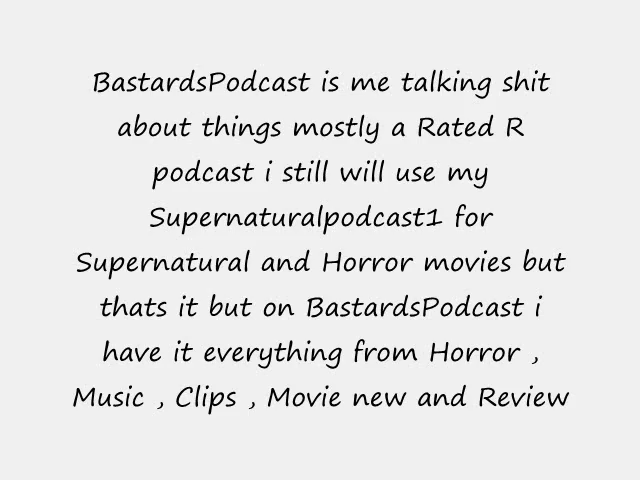 BastardsPodcast is me talking shit
about things mostly a Rated R
podcast i still will use my
Supernaturalpodcast1 for
Supernatural and Horror movies but
thats it but on BastardsPodcast i
have it everything from Horror ,
Music , Clips , Movie new and Review